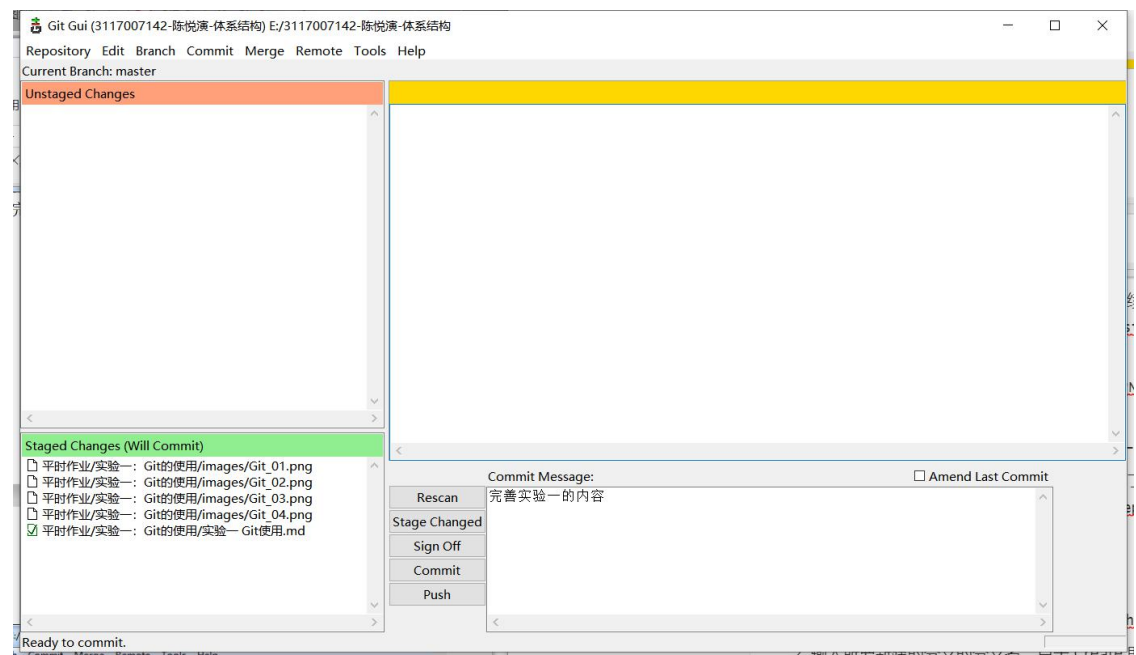 Git Gui (3117007142-陈悦演-体系结构) E:/3117007142-陈悦演-体系结构
Repository Edit Branch Commit Merge Remote Tools Help
Current Branch: master
Unstaged Changes
Staged Changes (Will Commit)
平时作业/实验一：Git的使用/images/Git_01.png
平时作业/实验一：Git的使用/images/Git_02.png
平时作业/实验一：Git的使用/images/Git_03.png
平时作业/实验一：Git的使用/images/Git_04.png
平时作业/实验一：Git的使用/实验一 Git使用.md
Commit Message:
Amend Last Commit
Rescan
完善实验一的内容
Stage Changed
Sign Off
Commit
Push
Ready to commit.